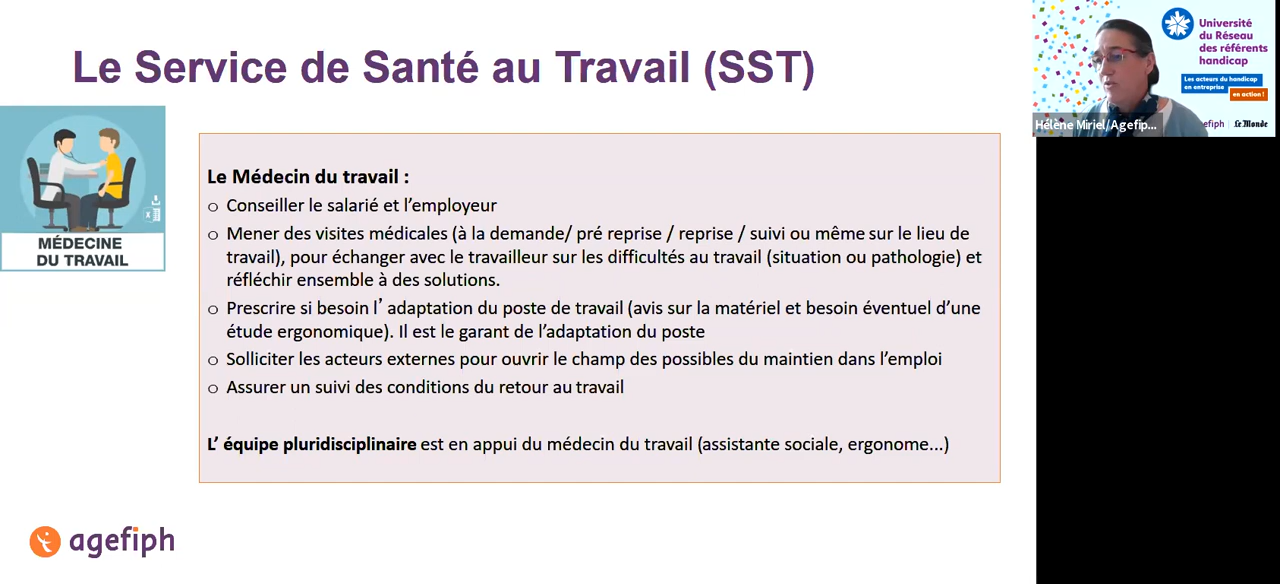 Le Service de Santé au Travail (SST)
MÉDECINE
DU TRAVAIL
Le Médecin du travail :
o Conseiller le salarié et l’employeur
o Mener des visites médicales (à la demande/ pré reprise / reprise / suivi ou même sur le lieu de
travail), pour échanger avec le travailleur sur les difficultés au travail (situation ou pathologie) et
réfléchir ensemble à des solutions.
o Prescrire si besoin l’ adaptation du poste de travail (avis sur la matériel et besoin éventuel d’une
étude ergonomique). Il est le garant de l’adaptation du poste
o Solliciter les acteurs externes pour ouvrir le champ des possibles du maintien dans l’emploi
o Assurer un suivi des conditions du retour au travail
L’ équipe pluridisciplinaire est en appui du médecin du travail (assistante sociale, ergonome...)
agefiph
Université
du Réseau
des référents
handicap
Les acteurs du handicap
en entreprise
en action !
Hélène Miriel/Agefip...
efiph
Le Monde